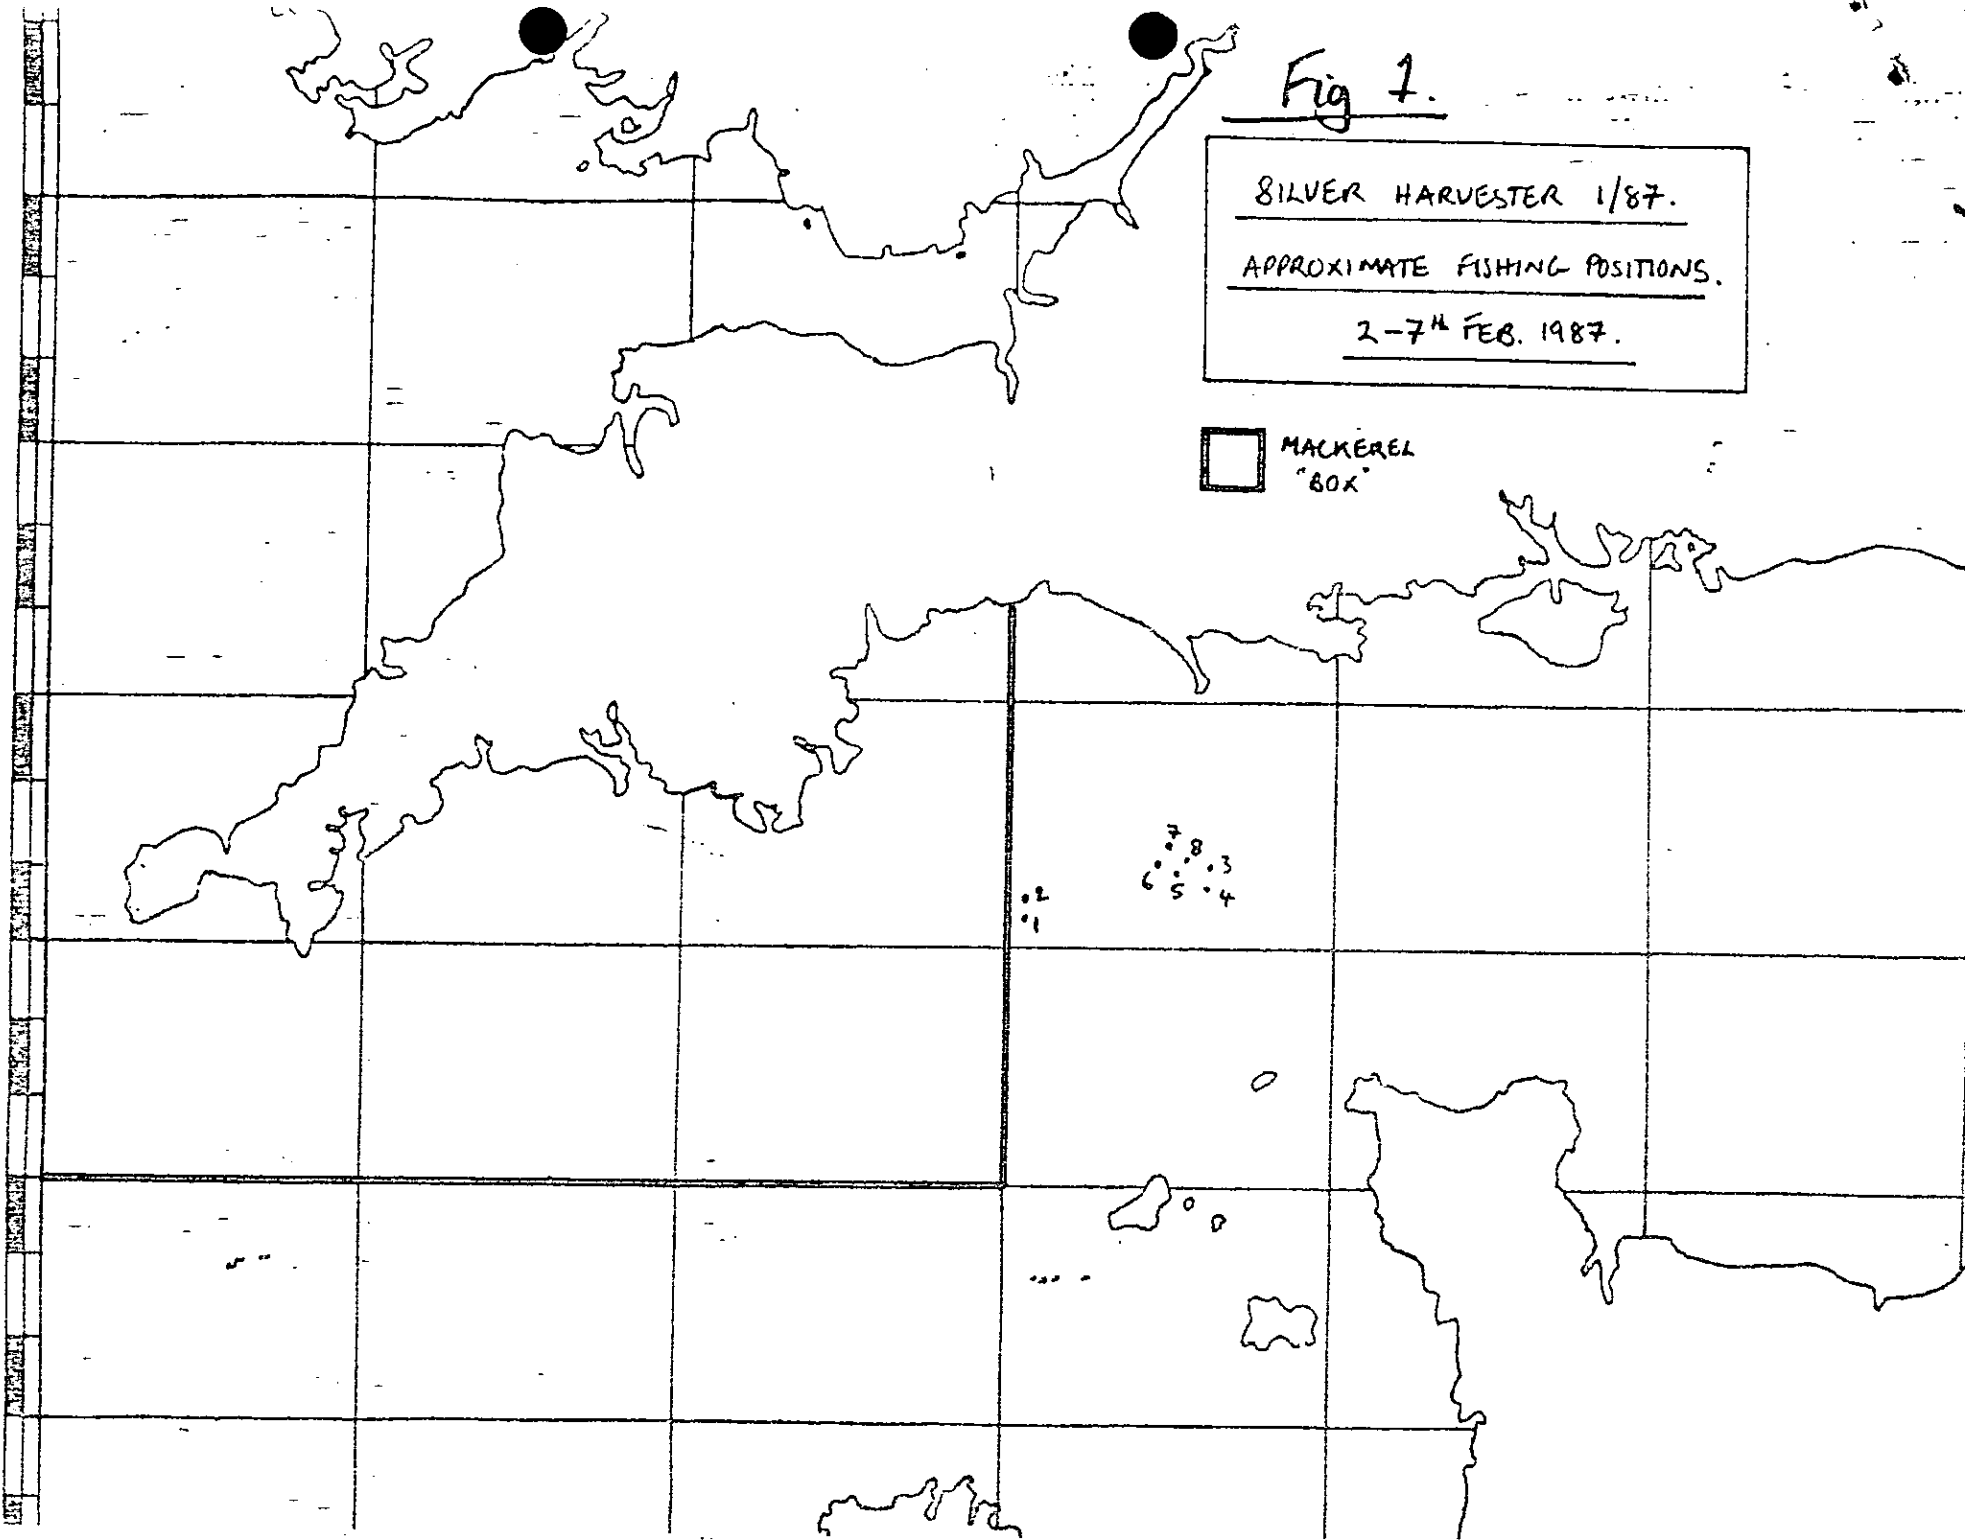 Fig 1.
SILVER HARVESTER 1/87.
APPROXIMATE FISHING POSITIONS.
2-7th FEB. 1987.
MACKEREL
"BOX"
7
8
3
6
5
4
2
1